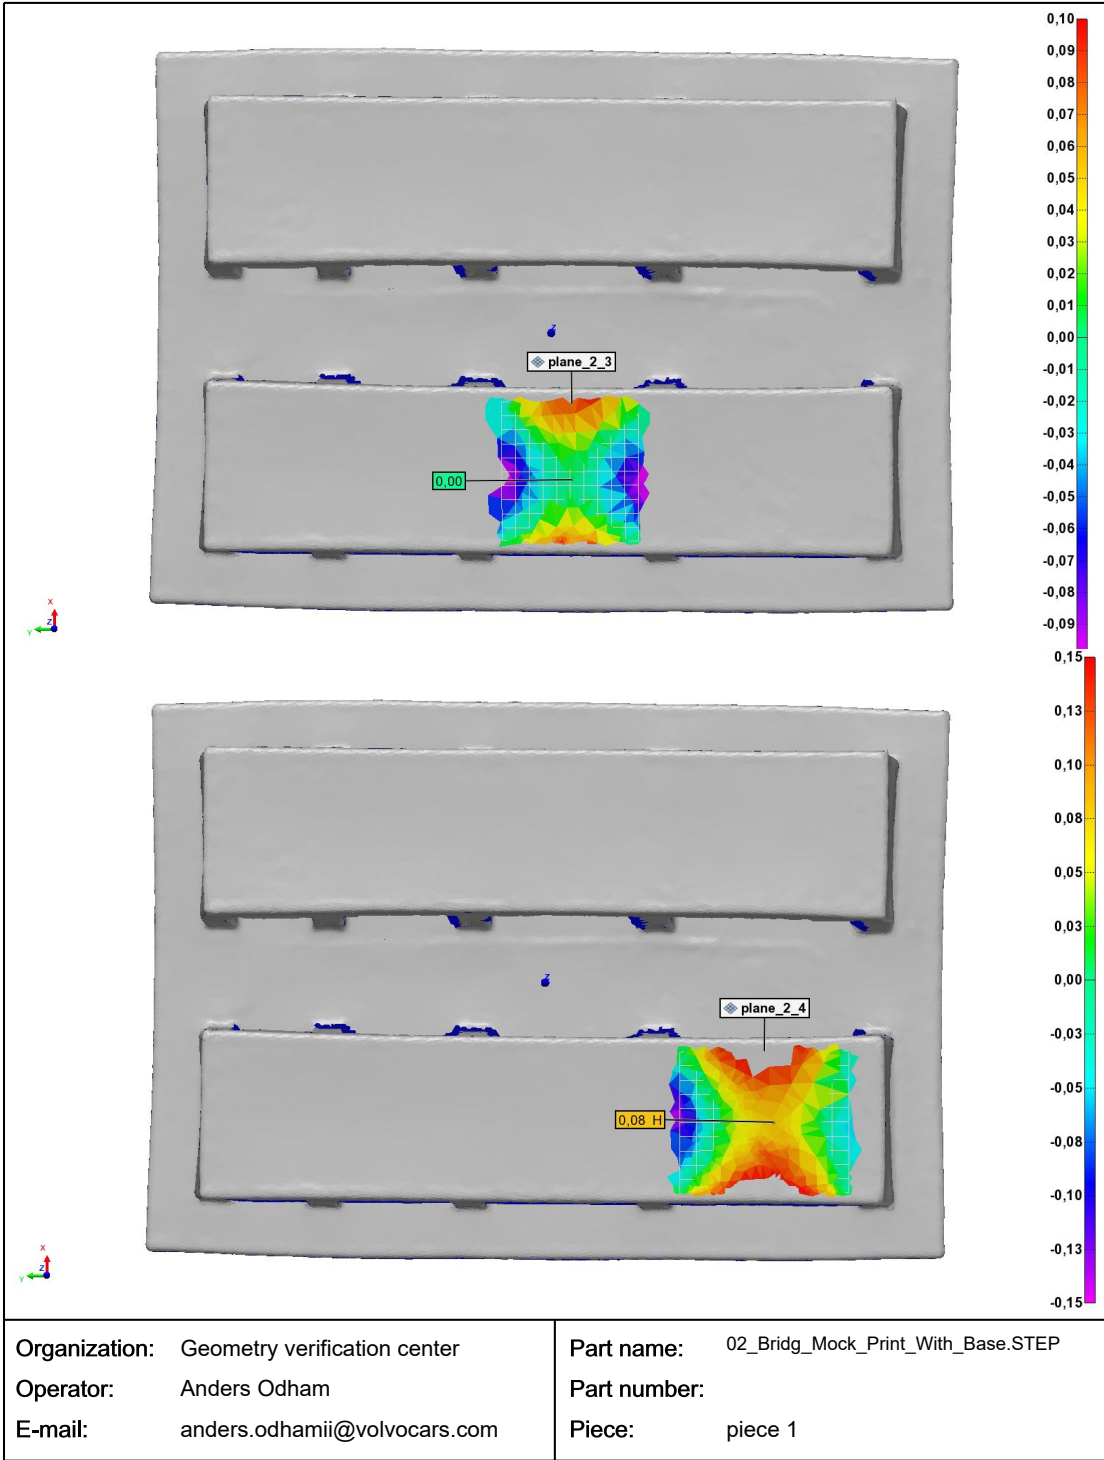 0,10
0,09
0,08
0,07
0,06
0,05
0,04
0,03
0,02
0,01
0,00
-0,01
-0,02
-0,03
-0,04
-0,05
-0,06
-0,07
-0,08
-0,09
Z
plane_2_3
0,00
X
Y
Z
0,15
0,13
0,10
0,08
0,05
0,03
0,00
-0,03
-0,05
-0,08
-0,10
-0,13
-0,15
Z
plane_2_4
0,08 H
X
Y
Z
Organization: Geometry verification center
Operator: Anders Odham
E-mail: anders.odhamii@volvocars.com
Part name: 02_Bridg_Mock_Print_With_Base.STEP
Part number:
Piece: piece 1